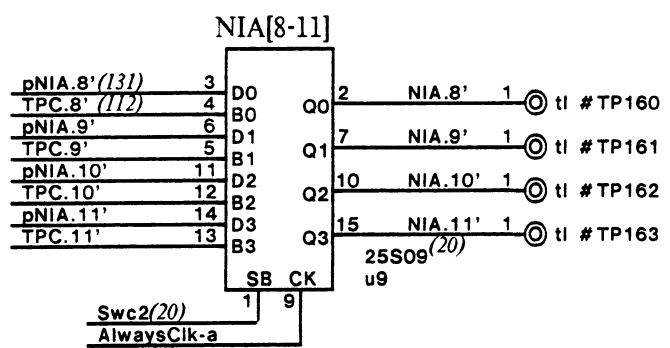 NIA[8-11]
pNIA.8'(131) 3 D0
TPC.8'(112) 4 B0
Q0 2 NIA.8' 1 tl #TP160
pNIA.9' 6 D1
TPC.9' 5 B1
Q1 7 NIA.9' 1 tl #TP161
pNIA.10' 11 D2
TPC.10' 12 B2
Q2 10 NIA.10' 1 tl #TP162
pNIA.11' 14 D3
TPC.11' 13 B3
Q3 15 NIA.11' 1 tl #TP163
(20)
25S09
u9
SB CK
1 9
Swc2(20)
AlwaysClk-a